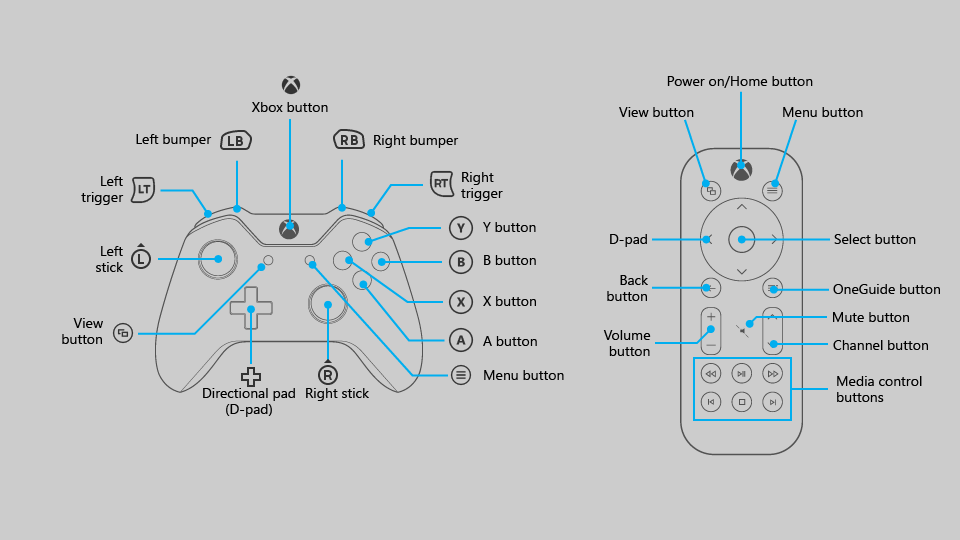 Xbox button
Left bumper
LB
RB
Right bumper
Left
trigger
LT
RT
Right
trigger
Y
Y button
Left
stick
L
B
B button
X
X button
View
button
A
A button
Menu button
R
Directional pad
(D-pad)
Right stick
Power on/Home button
View button
Menu button
D-pad
Select button
Back
button
OneGuide button
Mute button
Volume
button
+
−
Channel button
Media control
buttons